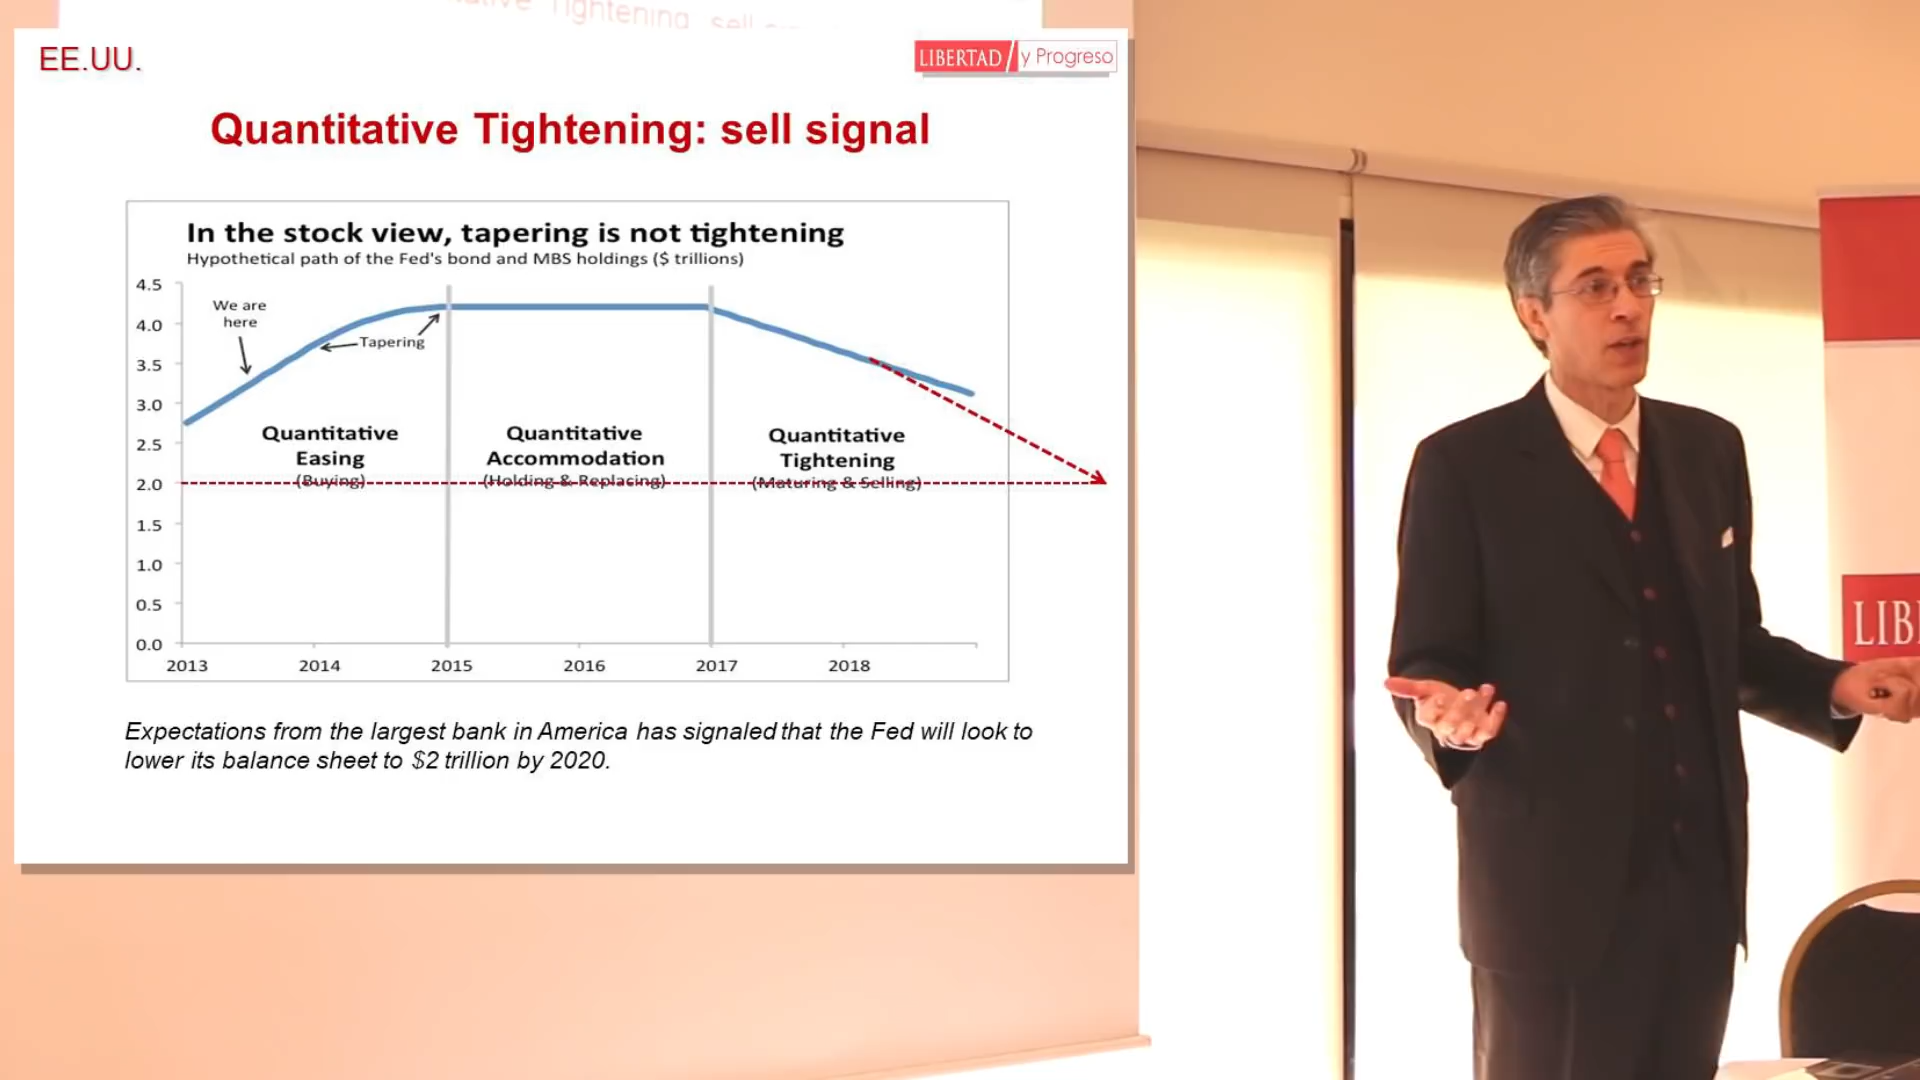 Tightening: sell
EE.UU.
LIBERTAD y Progreso
Quantitative Tightening: sell signal
In the stock view, tapering is not tightening
Hypothetical path of the Fed's bond and MBS holdings ($ trillions)
4.5
We are
here
4.0
Tapering
3.5
3.0
2.5
Quantitative
Easing
(Buying)
Quantitative
Accommodation
(Holding & Replacing)
Quantitative
Tightening
(Maturing & Selling)
2.0
1.5
1.0
0.5
0.0
2013 2014 2015 2016 2017 2018
Expectations from the largest bank in America has signaled that the Fed will look to
lower its balance sheet to $2 trillion by 2020.
LIB